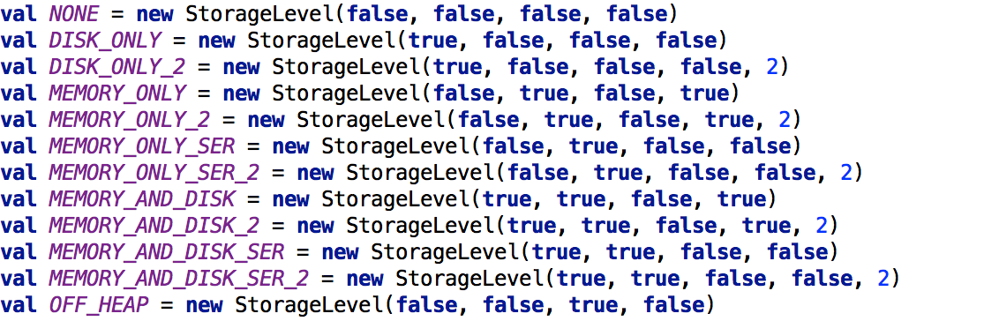 val NONE = new StorageLevel(false, false, false, false)
val DISK_ONLY = new StorageLevel(true, false, false, false)
val DISK_ONLY_2 = new StorageLevel(true, false, false, false, 2)
val MEMORY_ONLY = new StorageLevel(false, true, false, true)
val MEMORY_ONLY_2 = new StorageLevel(false, true, false, true, 2)
val MEMORY_ONLY_SER = new StorageLevel(false, true, false, false)
val MEMORY_ONLY_SER_2 = new StorageLevel(false, true, false, false, 2)
val MEMORY_AND_DISK = new StorageLevel(true, true, false, true)
val MEMORY_AND_DISK_2 = new StorageLevel(true, true, false, true, 2)
val MEMORY_AND_DISK_SER = new StorageLevel(true, true, false, false)
val MEMORY_AND_DISK_SER_2 = new StorageLevel(true, true, false, false, 2)
val OFF_HEAP = new StorageLevel(false, false, true, false)